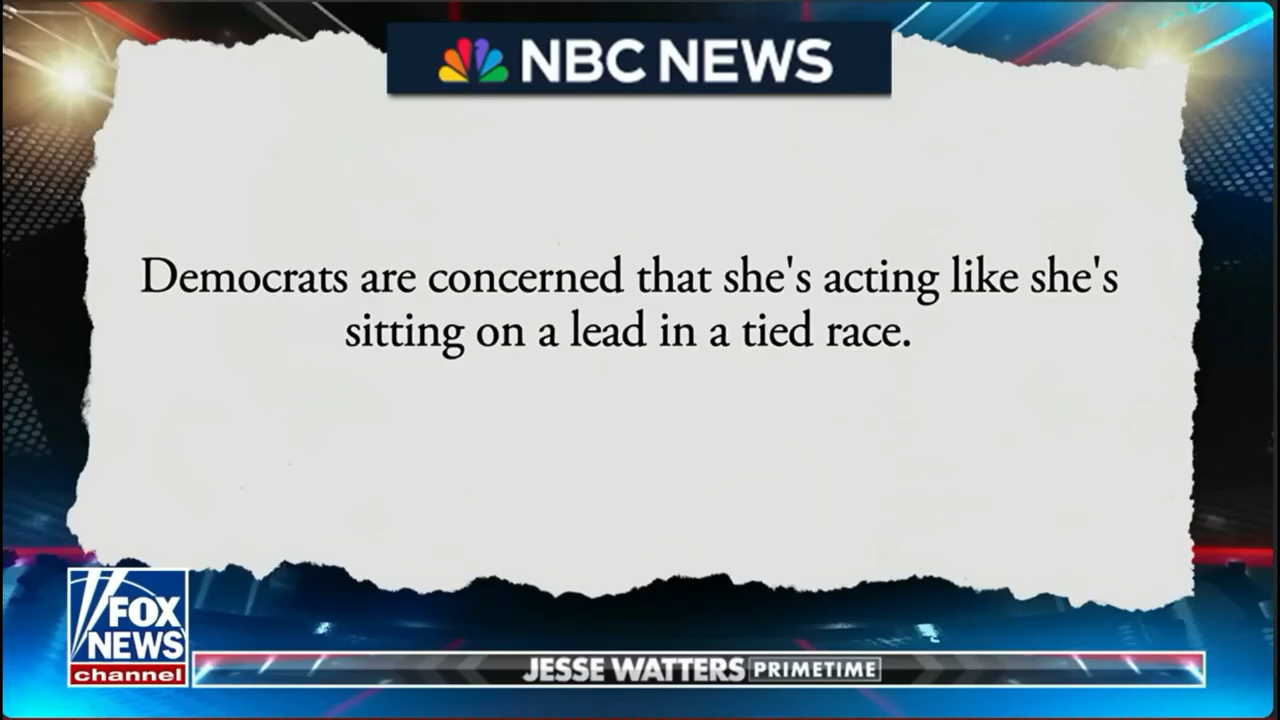 NBC NEWS
Democrats are concerned that she's acting like she's
sitting on a lead in a tied race.
FOX
NEWS
channel
JESSE WATTERS PRIMETIME